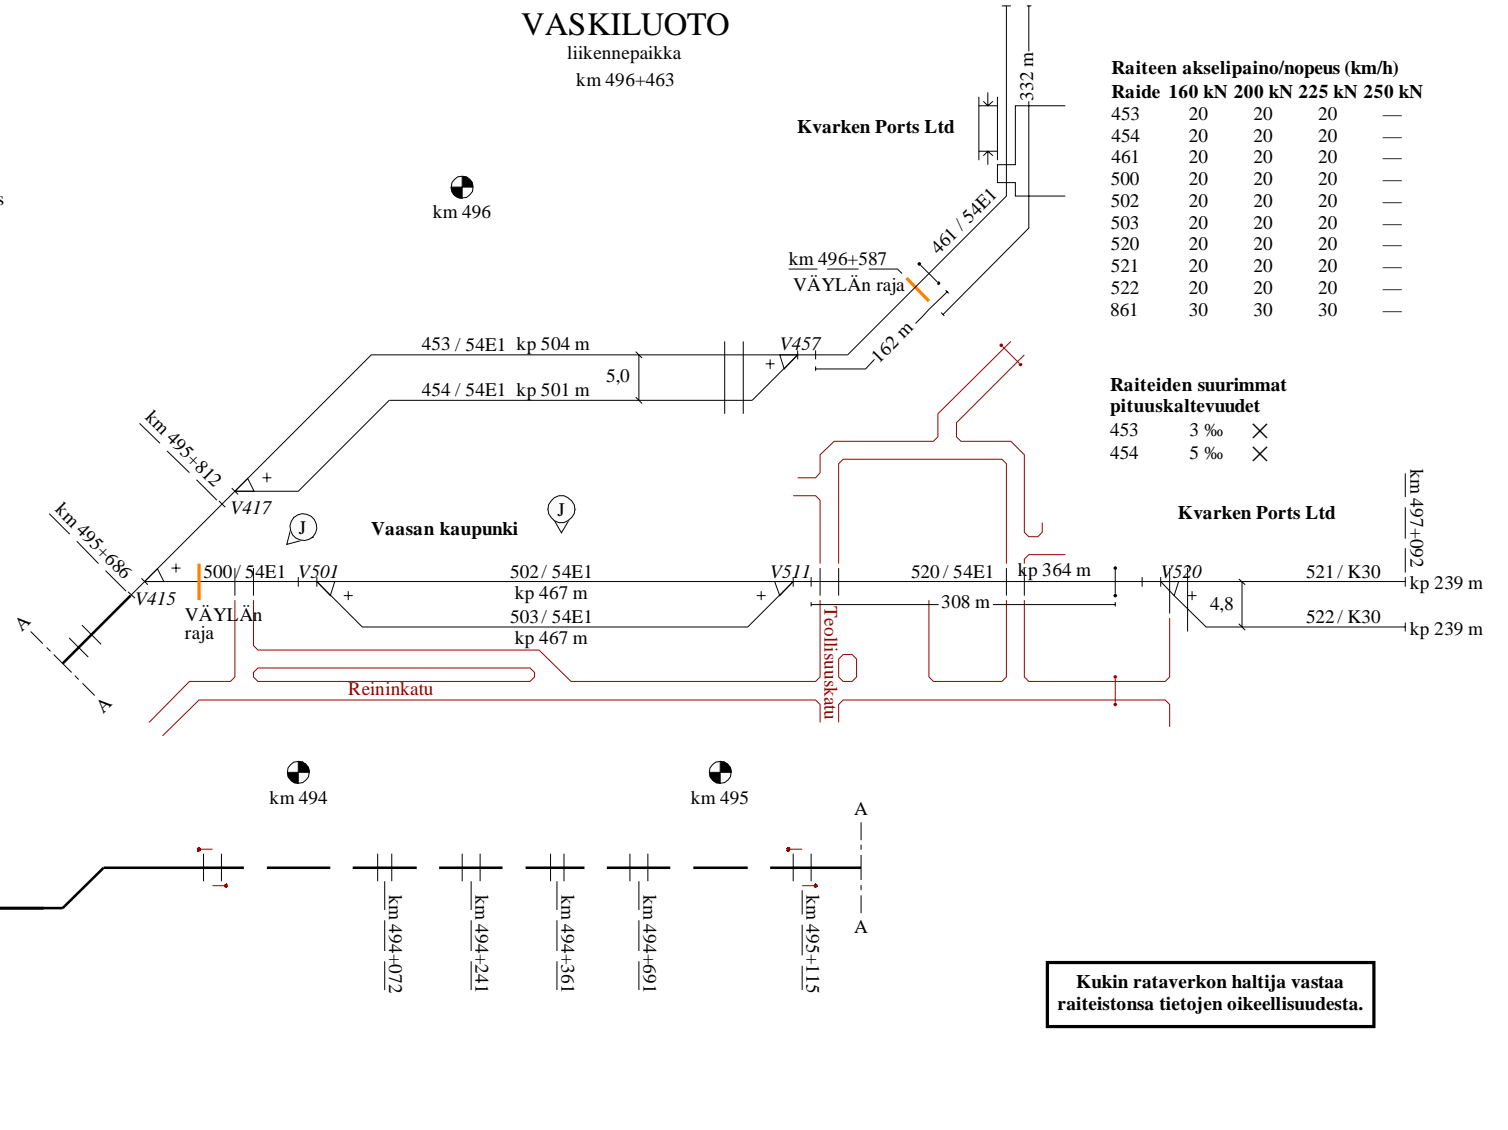 VASKILUOTO
liikennepaikka
km 496+463
Raiteen akselipaino/nopeus (km/h)
Raide 160 kN 200 kN 225 kN 250 kN
453 20 20 20 —
454 20 20 20 —
461 20 20 20 —
500 20 20 20 —
502 20 20 20 —
503 20 20 20 —
520 20 20 20 —
521 20 20 20 —
522 20 20 20 —
861 30 30 30 —
332 m
Kvarken Ports Ltd
s
km 496
461 / 54E1
km 496+587
VÄYLÄn raja
162 m
453 / 54E1 kp 504 m
V457
+
5,0
454 / 54E1 kp 501 m
Raiteiden suurimmat
pituuskaltevuudet
453 3 ‰
454 5 ‰
km 495+812
+
V417
km 495+686
J
Vaasan kaupunki
J
Kvarken Ports Ltd
km 497+092
+
500 / 54E1
V501
502 / 54E1
V511
520 / 54E1
kp 364 m
V520
521 / K30
kp 239 m
V415
+
kp 467 m
+
308 m
+
4,8
VÄYLÄn
raja
503 / 54E1
kp 467 m
522 / K30
kp 239 m
A
A
Reininkatu
Teollisuuskatu
km 494
km 495
A
A
km 494+072
km 494+241
km 494+361
km 494+691
km 495+115
Kukin rataverkon haltija vastaa
raiteistonsa tietojen oikeellisuudesta.